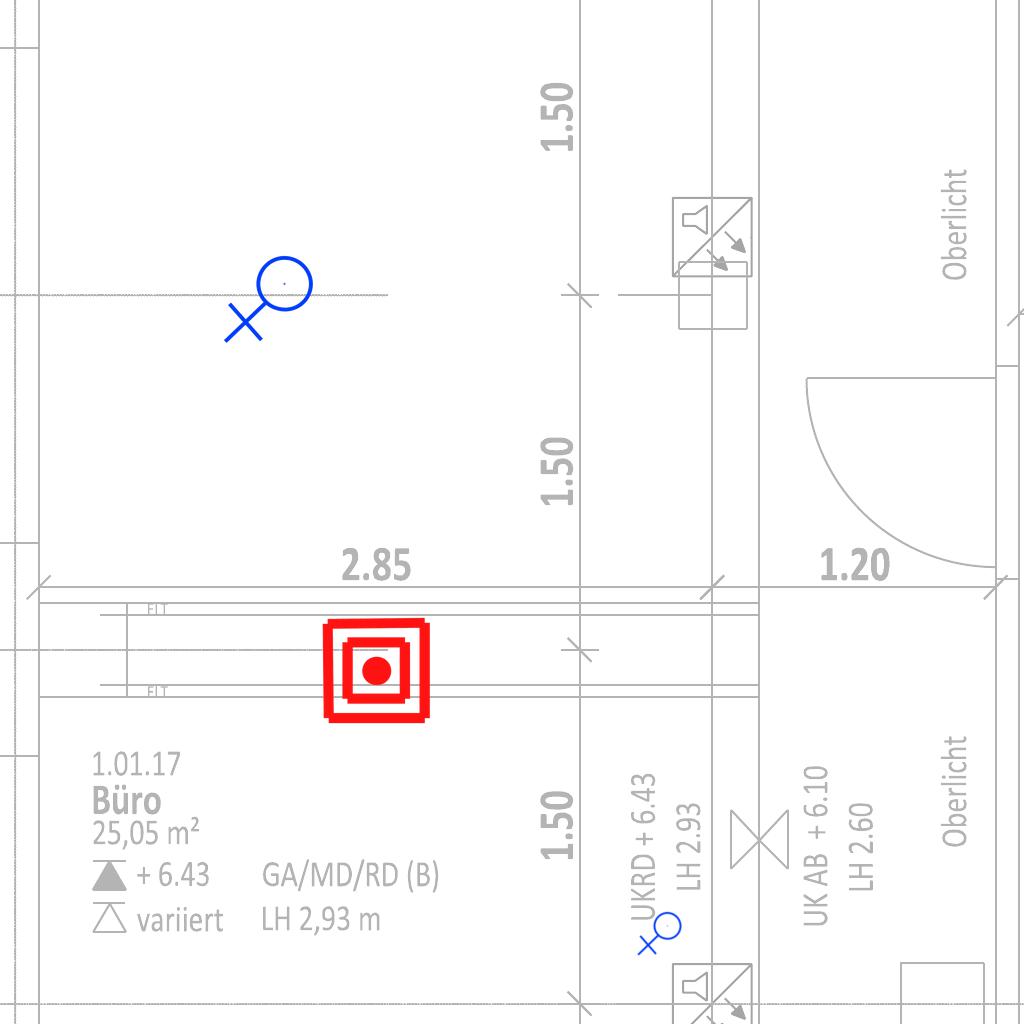 1.50
Oberlicht
1.50
2.85
1.20
FIT
FIT
1.01.17
Büro
25,05 m²
+ 6.43
GA/MD/RD (B)
variiert
LH 2,93 m
1.50
UKRD + 6.43
LH 2.93
UK AB + 6.10
LH 2.60
Oberlicht